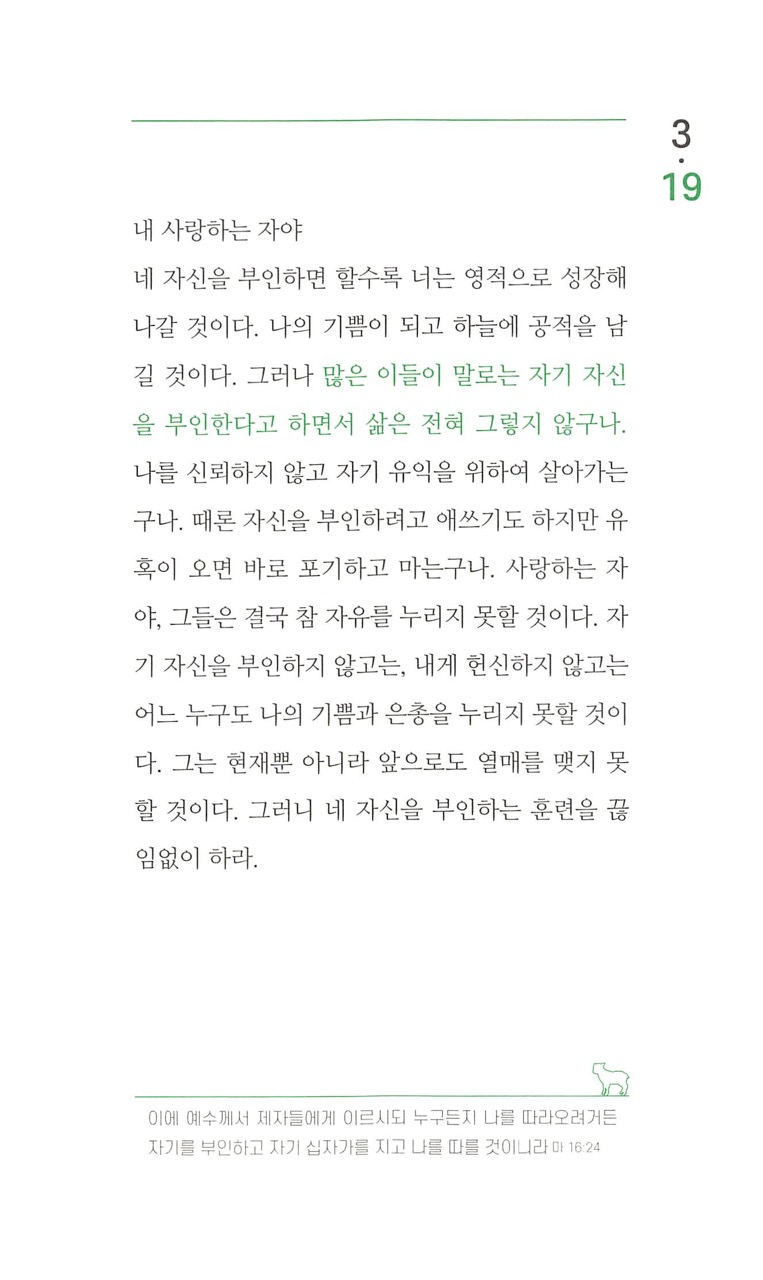 3
·
19
내 사랑하는 자야
네 자신을 부인하면 할수록 너는 영적으로 성장해
나갈 것이다. 나의 기쁨이 되고 하늘에 공적을 남
길 것이다. 그러나 많은 이들이 말로는 자기 자신
을 부인한다고 하면서 삶은 전혀 그렇지 않구나.
나를 신뢰하지 않고 자기 유익을 위하여 살아가는
구나. 때론 자신을 부인하려고 애쓰기도 하지만 유
혹이 오면 바로 포기하고 마는구나. 사랑하는 자
야, 그들은 결국 참 자유를 누리지 못할 것이다. 자
기 자신을 부인하지 않고는, 내게 헌신하지 않고는
어느 누구도 나의 기쁨과 은총을 누리지 못할 것이
다. 그는 현재뿐 아니라 앞으로도 열매를 맺지 못
할 것이다. 그러니 네 자신을 부인하는 훈련을 끊
임없이 하라.
이에 예수께서 제자들에게 이르시되 누구든지 나를 따라오려거든
자기를 부인하고 자기 십자가를 지고 나를 따를 것이니라 마 16:24